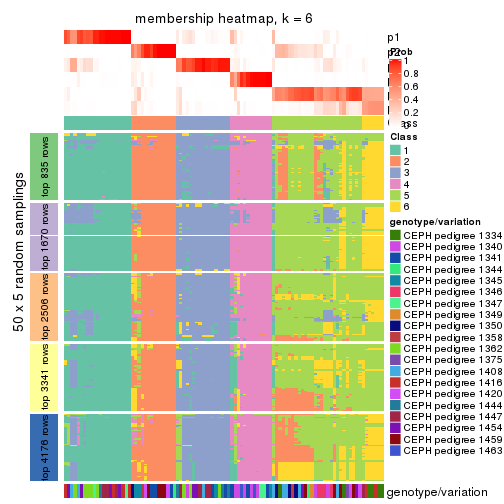 membership heatmap, k = 6
p1
Prob
1
0.8
0.6
0.4
0.2
Class
1
2
3
4
5
6
50 x 5 random samplings
top 835 rows
top 1670 rows
top 2506 rows
top 3341 rows
top 4176 rows
genotype/variation
CEPH pedigree 1334
CEPH pedigree 1340
CEPH pedigree 1341
CEPH pedigree 1344
CEPH pedigree 1345
CEPH pedigree 1346
CEPH pedigree 1347
CEPH pedigree 1349
CEPH pedigree 1350
CEPH pedigree 1358
CEPH pedigree 1362
CEPH pedigree 1375
CEPH pedigree 1408
CEPH pedigree 1416
CEPH pedigree 1420
CEPH pedigree 1444
CEPH pedigree 1447
CEPH pedigree 1454
CEPH pedigree 1459
CEPH pedigree 1463
genotype/variation